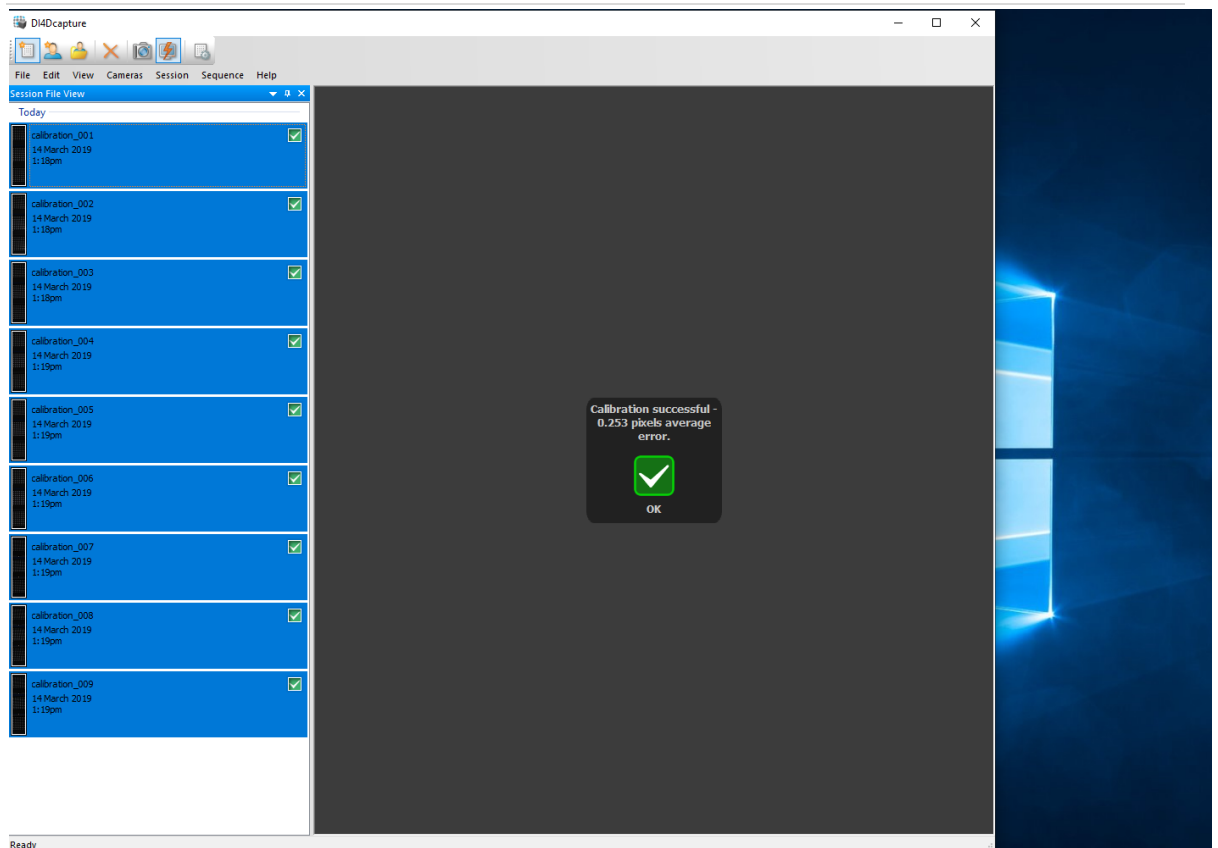 DI4Dcapture
File Edit View Cameras Session Sequence Help
Session File View
Today
calibration_001
14 March 2019
1:18pm
calibration_002
14 March 2019
1:18pm
calibration_003
14 March 2019
1:18pm
calibration_004
14 March 2019
1:19pm
calibration_005
14 March 2019
1:19pm
calibration_006
14 March 2019
1:19pm
calibration_007
14 March 2019
1:19pm
calibration_008
14 March 2019
1:19pm
calibration_009
14 March 2019
1:19pm
Calibration successful -
0.253 pixels average
error.
OK
Ready